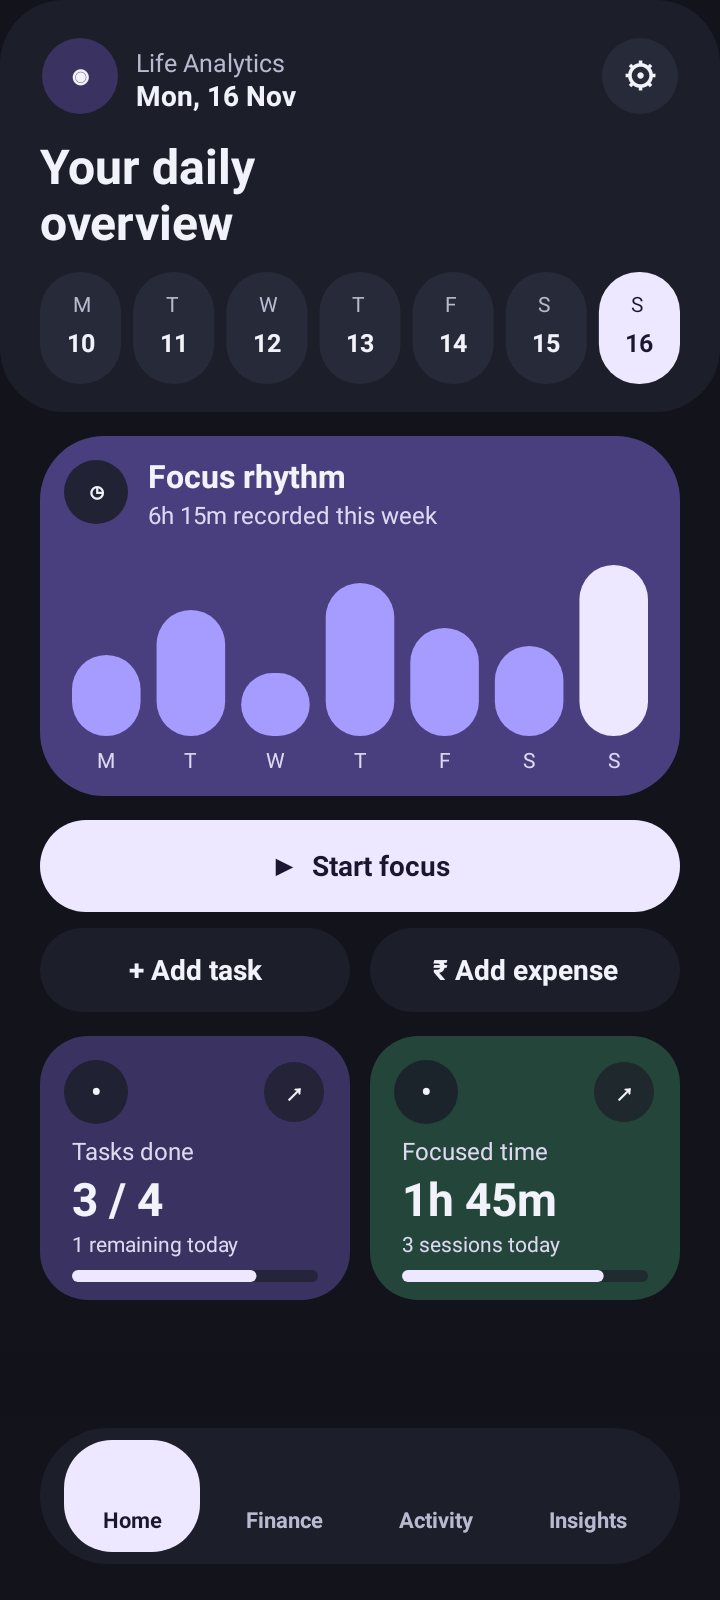 Life Analytics
Mon, 16 Nov
Your daily
overview
M T W T F S S
10 11 12 13 14 15 16
Focus rhythm
6h 15m recorded this week
M T W T F S S
Start focus
+ Add task
₹ Add expense
Tasks done
3 / 4
1 remaining today
Focused time
1h 45m
3 sessions today
Home Finance Activity Insights